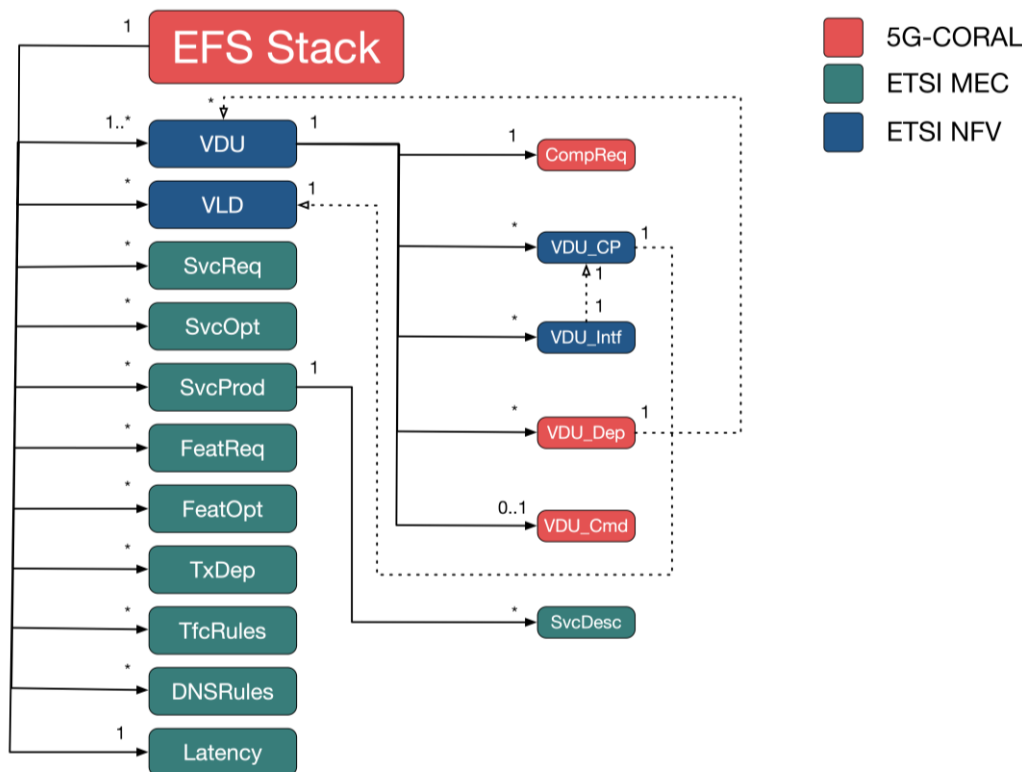 1
EFS Stack
5G-CORAL
ETSI MEC
ETSI NFV
*
1..*
VDU
1
1
CompReq
*
VLD
1
*
SvcReq
*
VDU_CP
1
1
*
SvcOpt
1
*
VDU_Intf
*
SvcProd
1
*
VDU_Dep
1
*
FeatReq
*
FeatOpt
0..1
VDU_Cmd
*
TxDep
*
TfcRules
*
SvcDesc
*
DNSRules
1
Latency